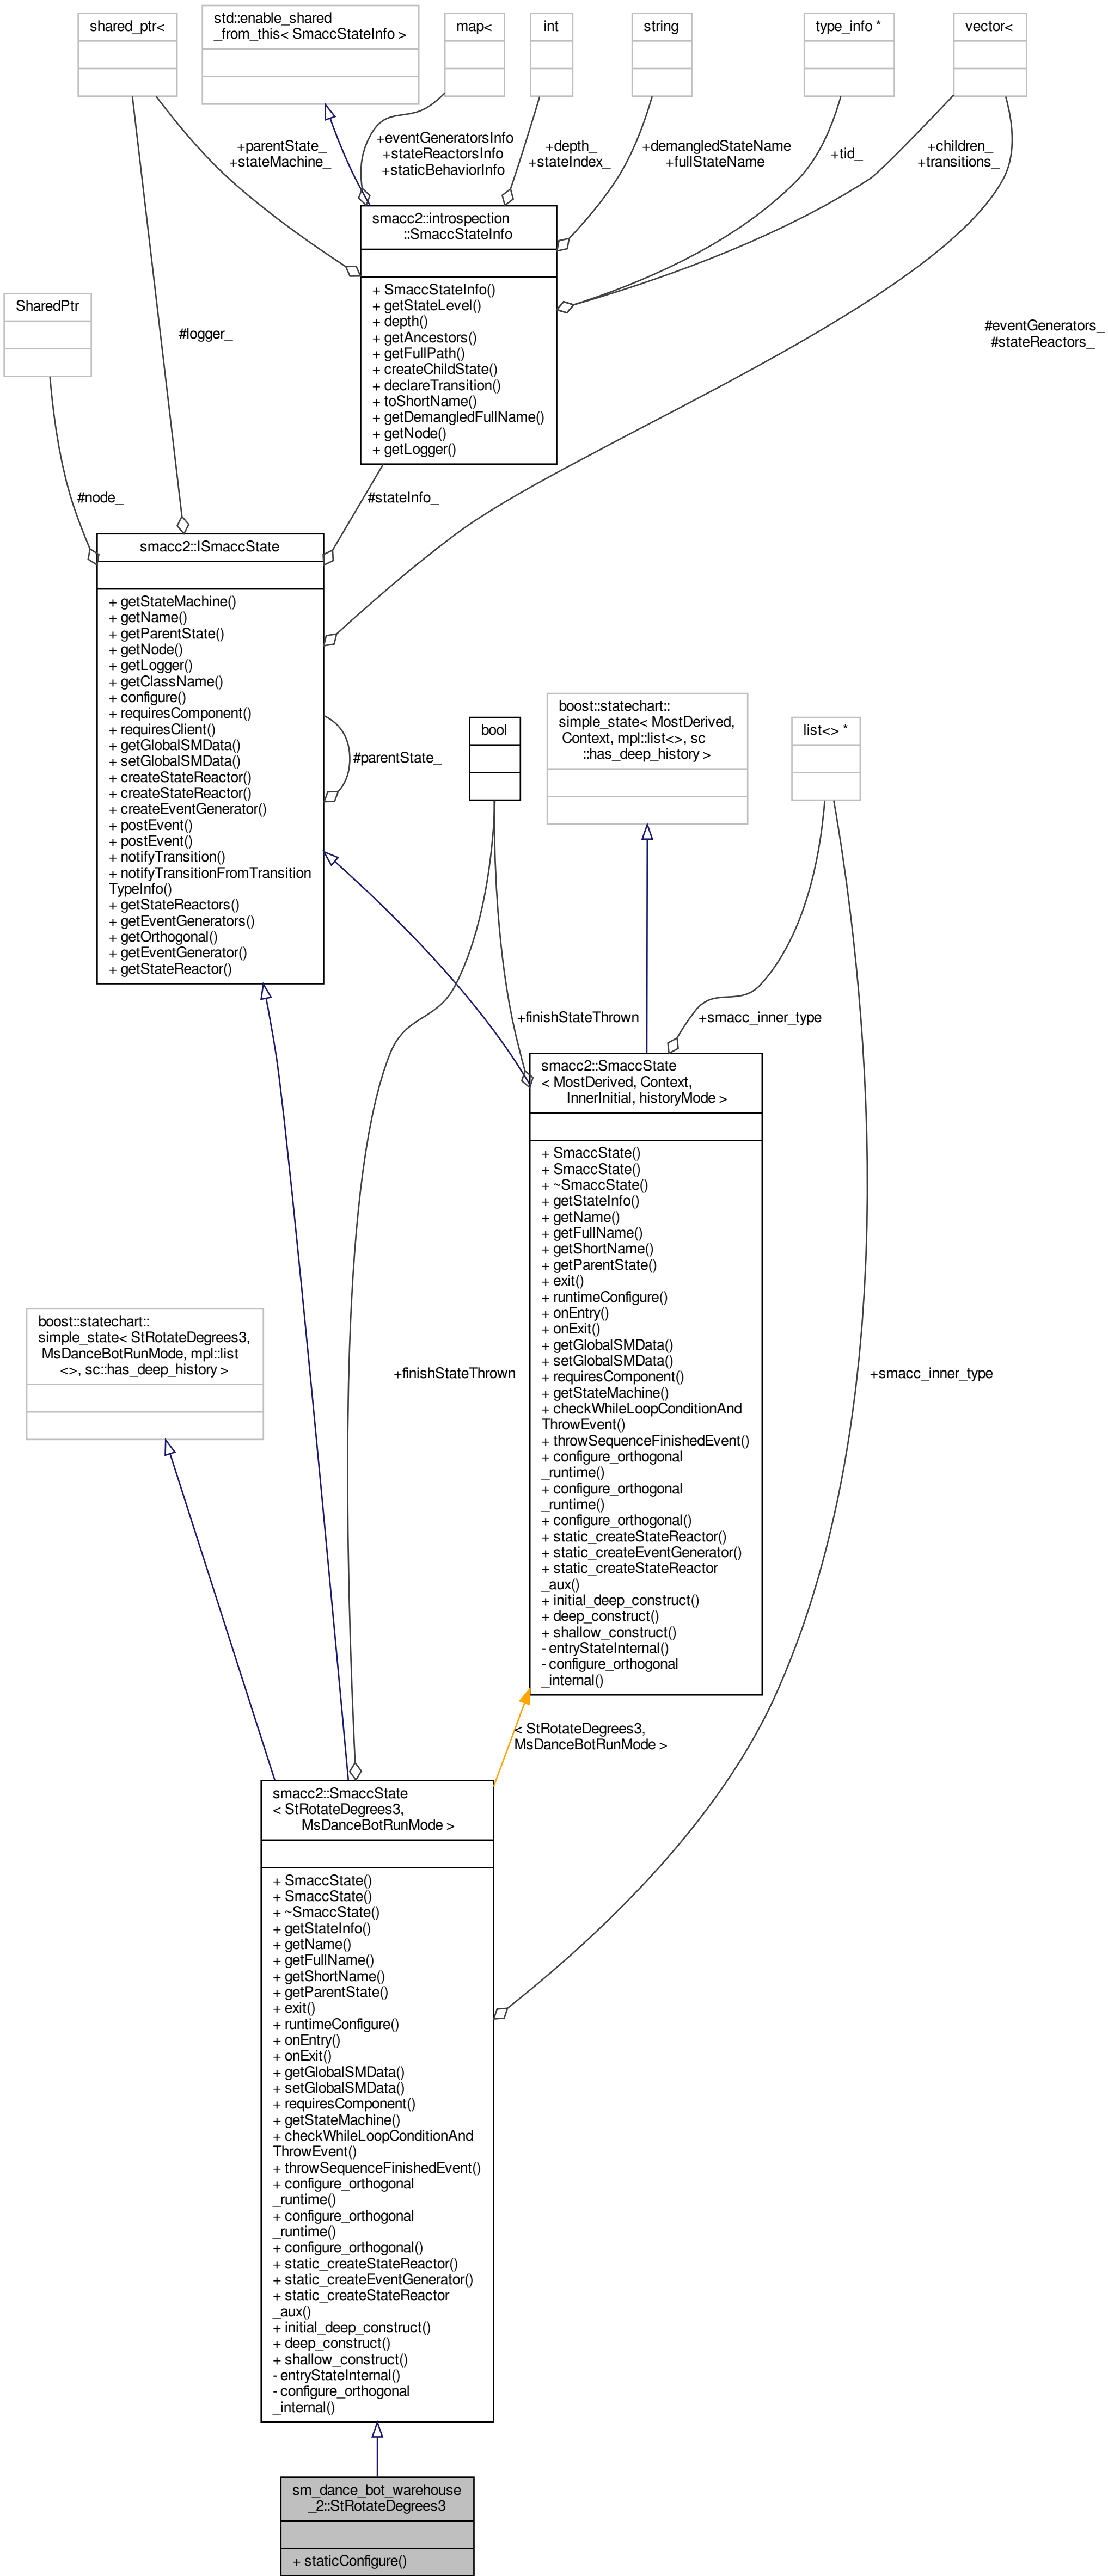 shared_ptr<
std::enable_shared
_from_this< SmaccStateInfo >
map<
int
string
type_info *
vector<
+parentState_
+stateMachine_
+eventGeneratorsInfo
+stateReactorsInfo
+staticBehaviorInfo
+depth_
+stateIndex_
+demangledStateName
+fullStateName
+tid_
+children_
+transitions_
smacc2::introspection
::SmaccStateInfo
+ SmaccStateInfo()
+ getStateLevel()
+ depth()
+ getAncestors()
+ getFullPath()
+ createChildState()
+ declareTransition()
+ toShortName()
+ getDemangledFullName()
+ getNode()
+ getLogger()
SharedPtr
#logger_
#eventGenerators_
#stateReactors_
#node_
#stateInfo_
smacc2::ISmaccState
+ getStateMachine()
+ getName()
+ getParentState()
+ getNode()
+ getLogger()
+ getClassName()
+ configure()
+ requiresComponent()
+ requiresClient()
+ getGlobalSMData()
+ setGlobalSMData()
+ createStateReactor()
+ createStateReactor()
+ createEventGenerator()
+ postEvent()
+ postEvent()
+ notifyTransition()
+ notifyTransitionFromTransition
TypeInfo()
+ getStateReactors()
+ getEventGenerators()
+ getOrthogonal()
+ getEventGenerator()
+ getStateReactor()
#parentState_
bool
boost::statechart::
simple_state< MostDerived,
Context, mpl::list<>, sc
::has_deep_history >
list<> *
+finishStateThrown
+smacc_inner_type
smacc2::SmaccState
< MostDerived, Context,
InnerInitial, historyMode >
+ SmaccState()
+ SmaccState()
+ ~SmaccState()
+ getStateInfo()
+ getName()
+ getFullName()
+ getShortName()
+ getParentState()
+ exit()
+ runtimeConfigure()
+ onEntry()
+ onExit()
+ getGlobalSMData()
+ setGlobalSMData()
+ requiresComponent()
+ getStateMachine()
+ checkWhileLoopConditionAnd
ThrowEvent()
+ throwSequenceFinishedEvent()
+ configure_orthogonal
_runtime()
+ configure_orthogonal
_runtime()
+ configure_orthogonal()
+ static_createStateReactor()
+ static_createEventGenerator()
+ static_createStateReactor
_aux()
+ initial_deep_construct()
+ deep_construct()
+ shallow_construct()
- entryStateInternal()
- configure_orthogonal
_internal()
boost::statechart::
simple_state< StRotateDegrees3,
MsDanceBotRunMode, mpl::list
<>, sc::has_deep_history >
+finishStateThrown
+smacc_inner_type
< StRotateDegrees3,
MsDanceBotRunMode >
smacc2::SmaccState
< StRotateDegrees3,
MsDanceBotRunMode >
+ SmaccState()
+ SmaccState()
+ ~SmaccState()
+ getStateInfo()
+ getName()
+ getFullName()
+ getShortName()
+ getParentState()
+ exit()
+ runtimeConfigure()
+ onEntry()
+ onExit()
+ getGlobalSMData()
+ setGlobalSMData()
+ requiresComponent()
+ getStateMachine()
+ checkWhileLoopConditionAnd
ThrowEvent()
+ throwSequenceFinishedEvent()
+ configure_orthogonal
_runtime()
+ configure_orthogonal
_runtime()
+ configure_orthogonal()
+ static_createStateReactor()
+ static_createEventGenerator()
+ static_createStateReactor
_aux()
+ initial_deep_construct()
+ deep_construct()
+ shallow_construct()
- entryStateInternal()
- configure_orthogonal
_internal()
sm_dance_bot_warehouse
_2::StRotateDegrees3
+ staticConfigure()